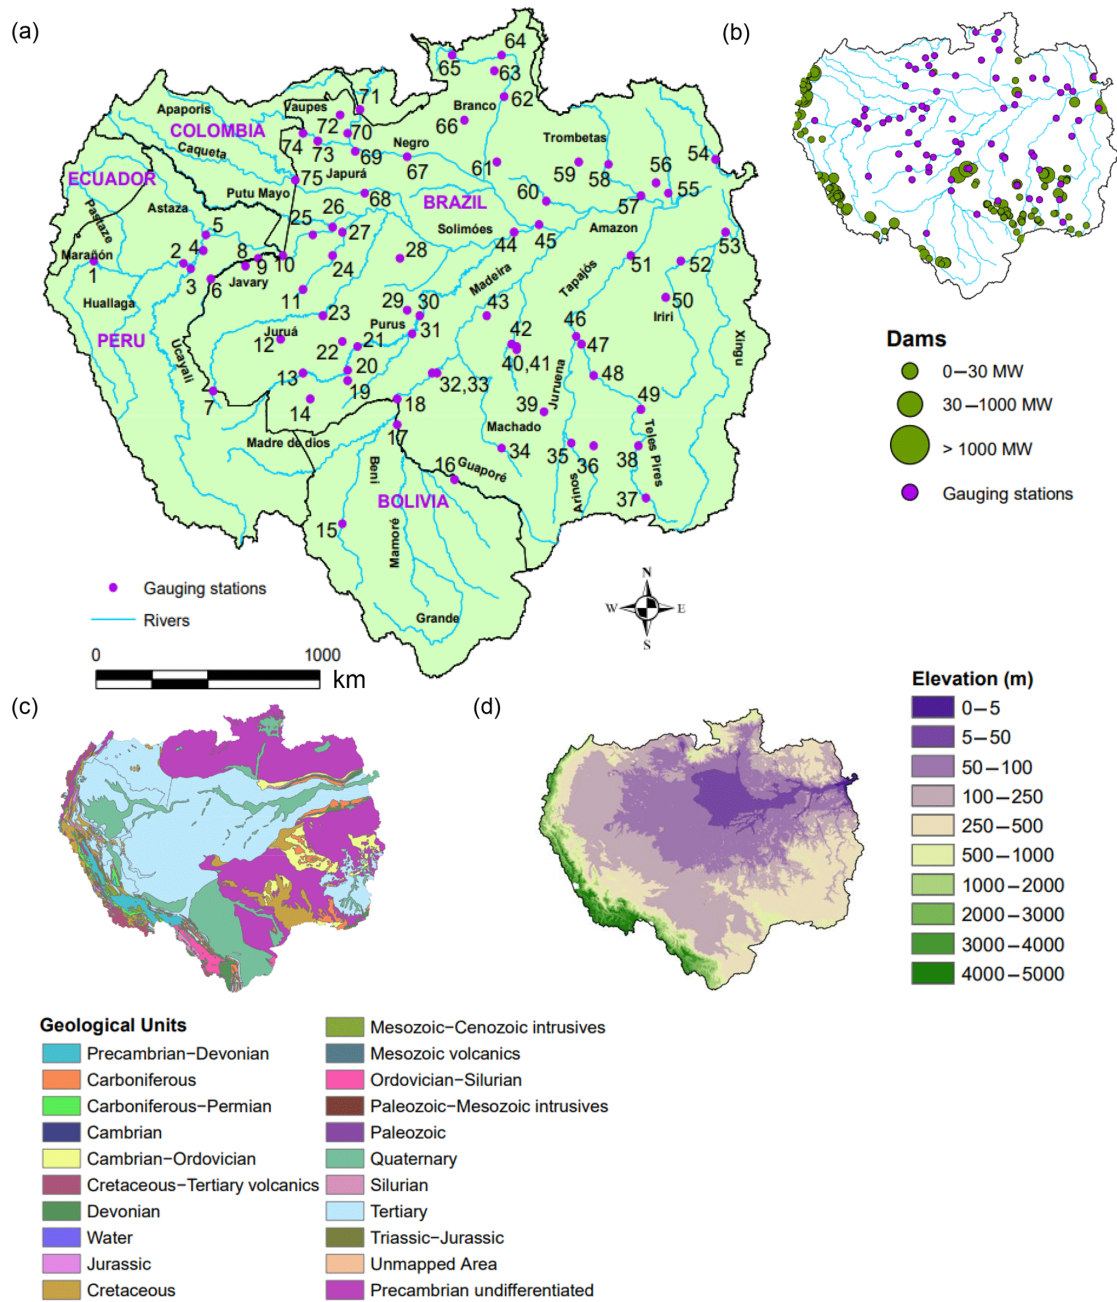 (a)
(b)
64
65
63
71
62
Vaupes
Apaporis
Branco
72
66
COLOMBIA
70
Trombetas
74
73
Negro
Caqueta
69
54
61
67
59
58
56
ECUADOR
75
Japurá
Putu Mayo
68
60
55
BRAZIL
57
Pastaze
Astaza
26
5
25
27
Solimóes
Amazon
44
45
53
2
4
8
28
Marañón
10
9
24
51
52
1
3
Javary
Madeira
Tapajós
6
11
50
Huallaga
29
30
43
Iriri
23
Purus
46
Xingu
PERU
Juruá
31
42
12
22
21
47
Ucayali
40,41
Juruena
20
48
13
32,33
7
19
14
18
39
49
Madre de dios
Machado
Teles Pires
17
34
35
36
38
16
Guaporé
Beni
Arinos
BOLIVIA
37
15
Mamoré
Grande
Gauging stations
Rivers
0
1000
km
N
W
E
S
Dams
0–30 MW
30–1000 MW
> 1000 MW
Gauging stations
(c)
(d)
Elevation (m)
0–5
5–50
50–100
100–250
250–500
500–1000
1000–2000
2000–3000
3000–4000
4000–5000
Geological Units
Precambrian–Devonian
Carboniferous
Carboniferous-Permian
Cambrian
Cambrian–Ordovician
Cretaceous–Tertiary volcanics
Devonian
Water
Jurassic
Cretaceous
Mesozoic–Cenozoic intrusives
Mesozoic volcanics
Ordovician–Silurian
Paleozoic–Mesozoic intrusives
Paleozoic
Quaternary
Silurian
Tertiary
Triassic–Jurassic
Unmapped Area
Precambrian undifferentiated